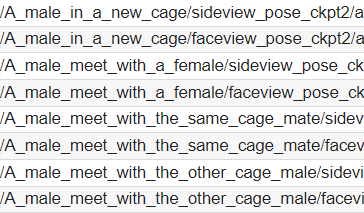 /A_male_in_a_new_cage/sideview_pose_ckpt2/a
/A_male_in_a_new_cage/faceview_pose_ckpt2/a
/A_male_meet_with_a_female/sideview_pose_ck
/A_male_meet_with_a_female/faceview_pose_ck
/A_male_meet_with_the_same_cage_mate/sidev
/A_male_meet_with_the_same_cage_mate/facev
/A_male_meet_with_the_other_cage_male/sidevi
/A_male_meet_with_the_other_cage_male/facevi